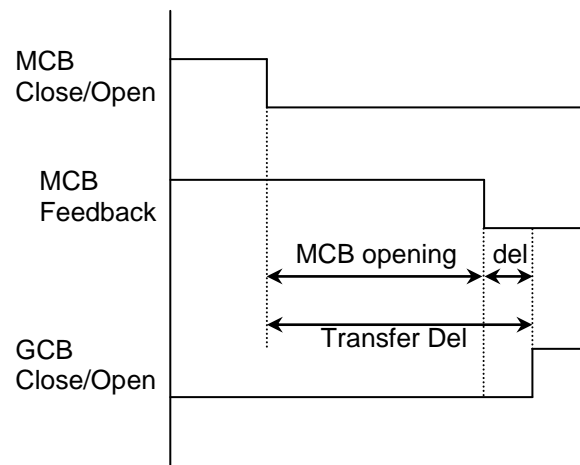 MCB
Close/Open
MCB
Feedback
MCB opening
del
Transfer Del
GCB
Close/Open